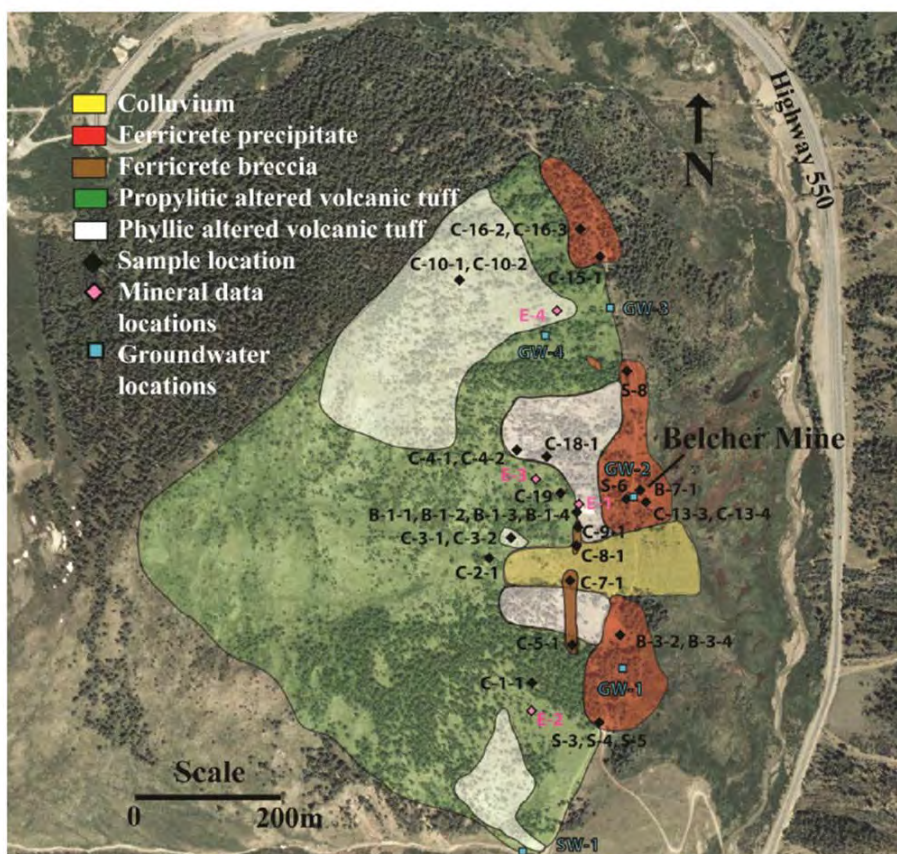 Colluvium
Ferricrete precipitate
Ferricrete breccia
Propylitic altered volcanic tuff
Phyllic altered volcanic tuff
Sample location
Mineral data
locations
Groundwater
locations
Highway 550
N
C-16-2, C-16-3
C-10-1, C-10-2
C-15-1
E-4
GW-3
GW-4
S-8
Belcher Mine
C-18-1
C-4-1, C-4-2
GW-2
E-3
S-6
B-7-1
C-19
E-1
C-13-3, C-13-4
B-1-1, B-1-2, B-1-3, B-1-4
C-9-1
C-3-1, C-3-2
C-8-1
C-2-1
C-7-1
B-3-2, B-3-4
C-5-1
GW-1
C-1-1
E-2
S-3, S-4, S-5
Scale
0 200m
SW-1